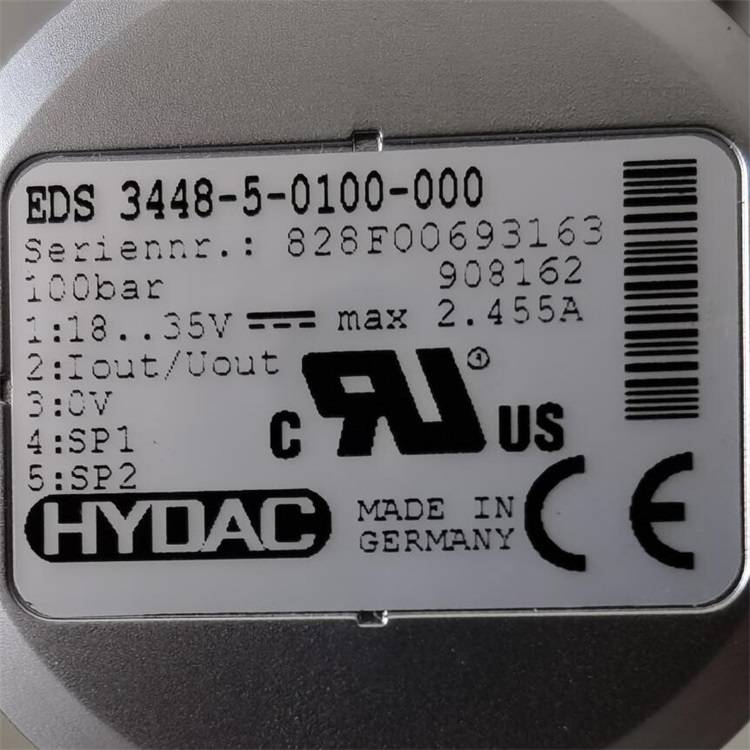 EDS 3448-5-0100-000
Seriennr.: 828F00693163
100bar 908162
1:18..35V max 2.455A
2:Iout/Uout
3:0V
4:SP1
5:SP2
C RU US
HYDAC
MADE IN
GERMANY
CE